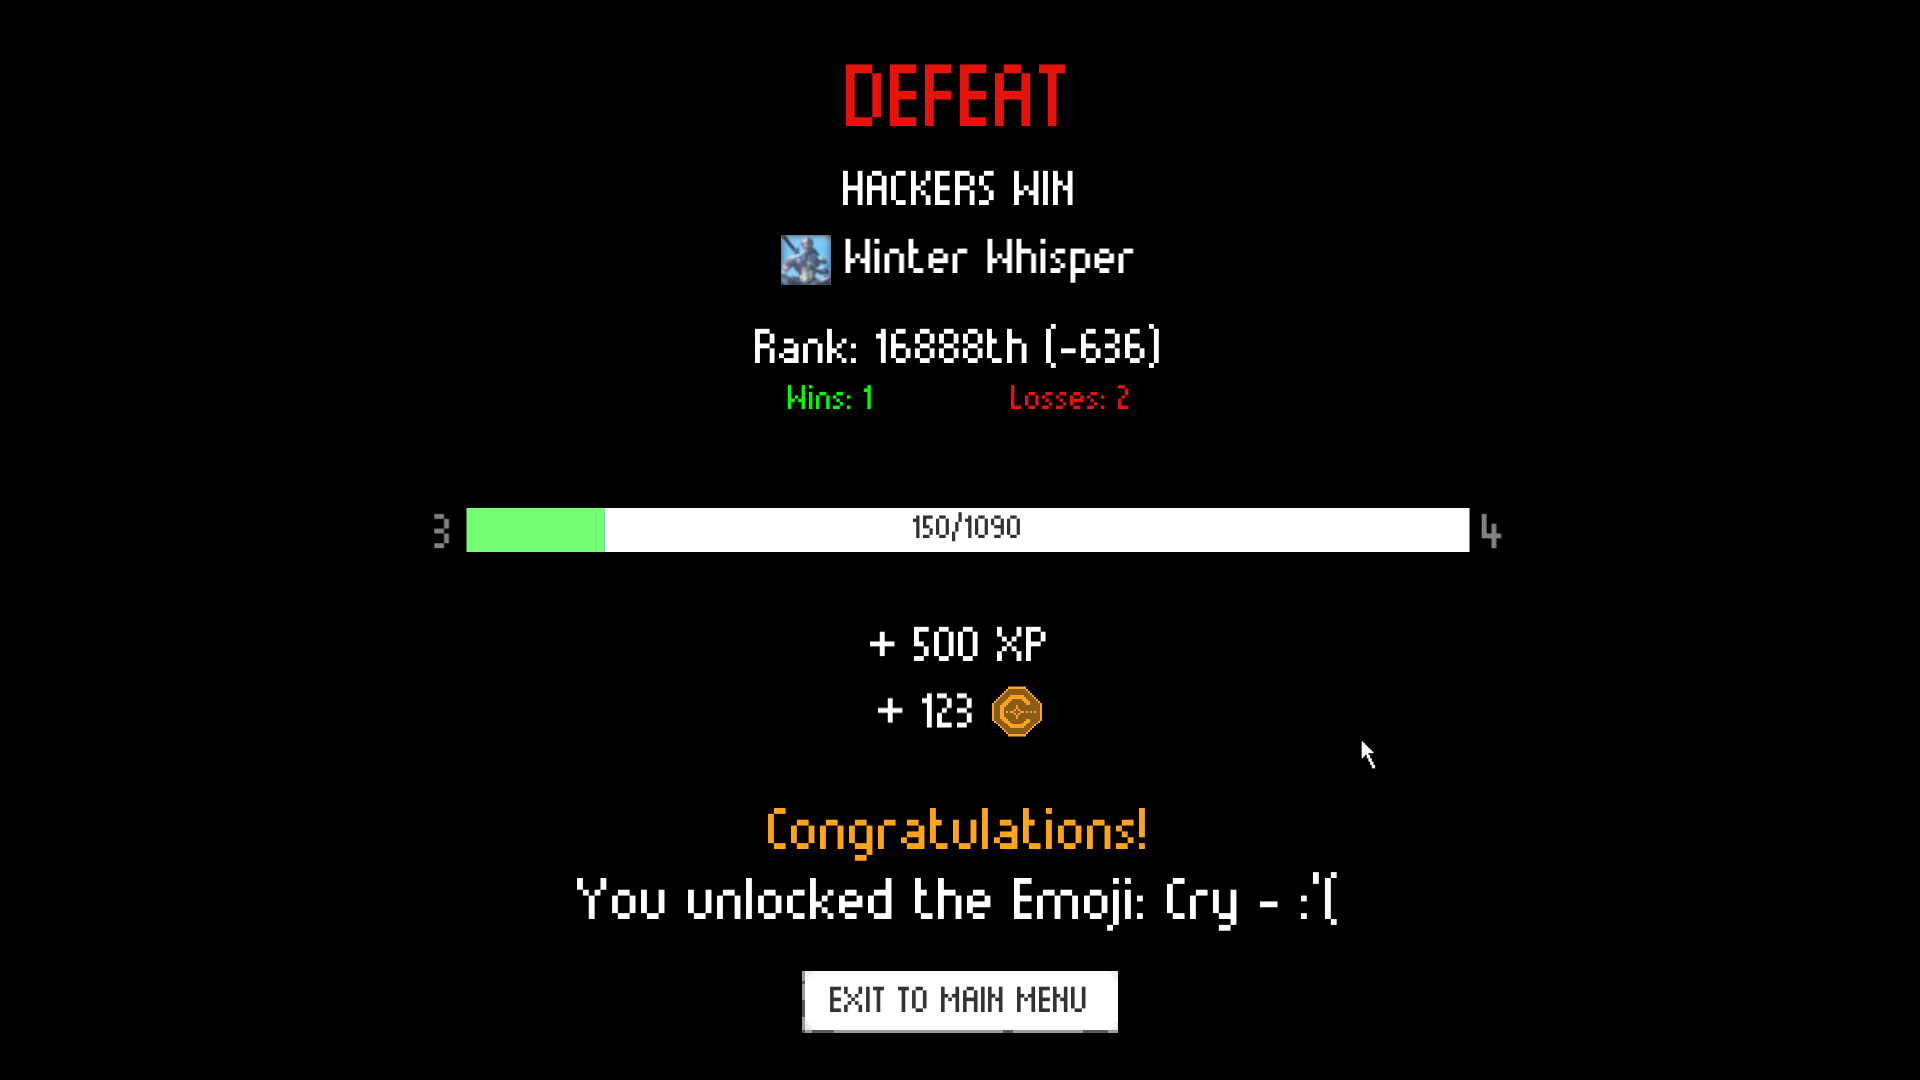 DEFEAT
HACKERS WIN
Winter Whisper
Rank: 16888th (-636)
Wins: 1 Losses: 2
3 150/1090 4
+ 500 XP
+ 123
Congratulations!
You unlocked the Emoji: Cry - :'(
EXIT TO MAIN MENU